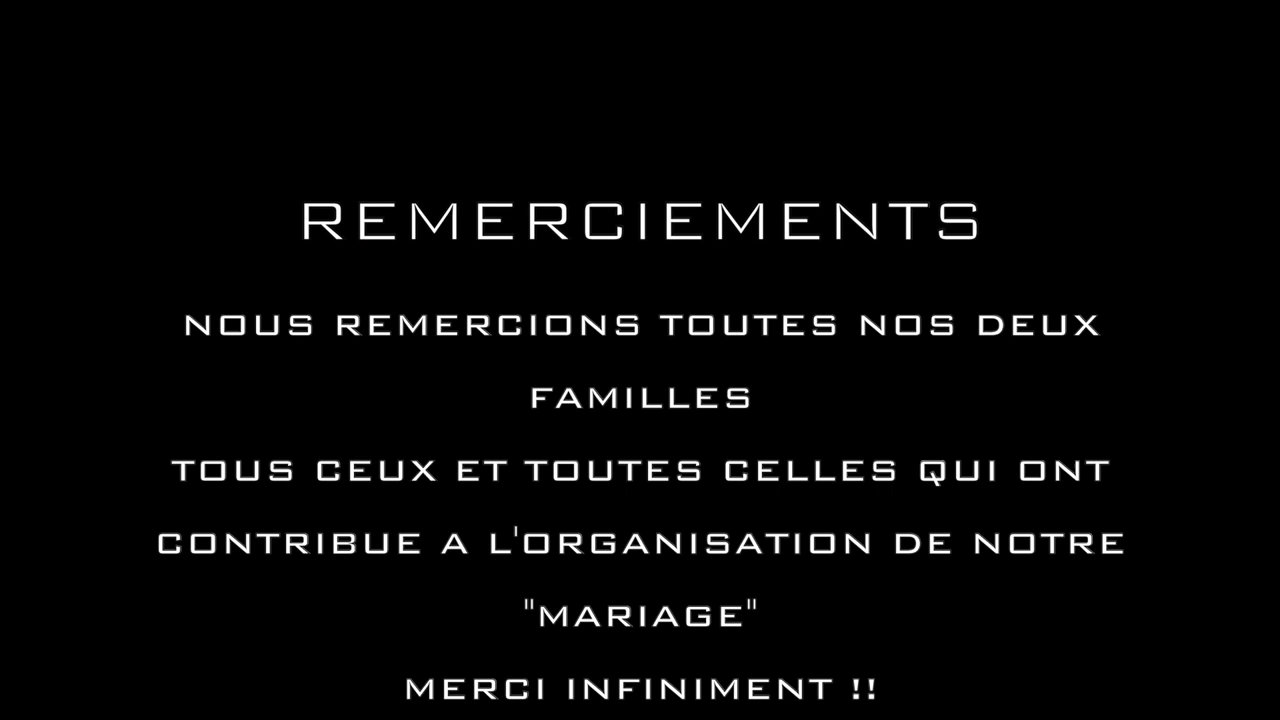 REMERCIEMENTS
NOUS REMERCIONS TOUTES NOS DEUX
FAMILLES
TOUS CEUX ET TOUTES CELLES QUI ONT
CONTRIBUE A L'ORGANISATION DE NOTRE
"MARIAGE"
MERCI INFINIMENT !!